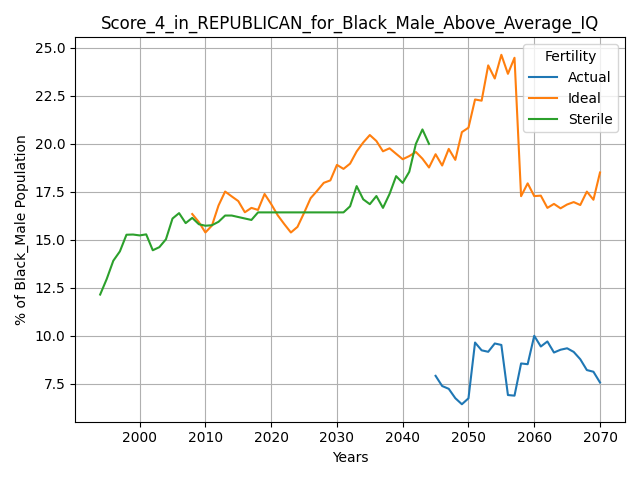 Score_4_in_REPUBLICAN_for_Black_Male_Above_Average_IQ
Fertility
Actual
Ideal
Sterile
% of Black_Male Population
25.0
22.5
20.0
17.5
15.0
12.5
10.0
7.5
2000 2010 2020 2030 2040 2050 2060 2070
Years